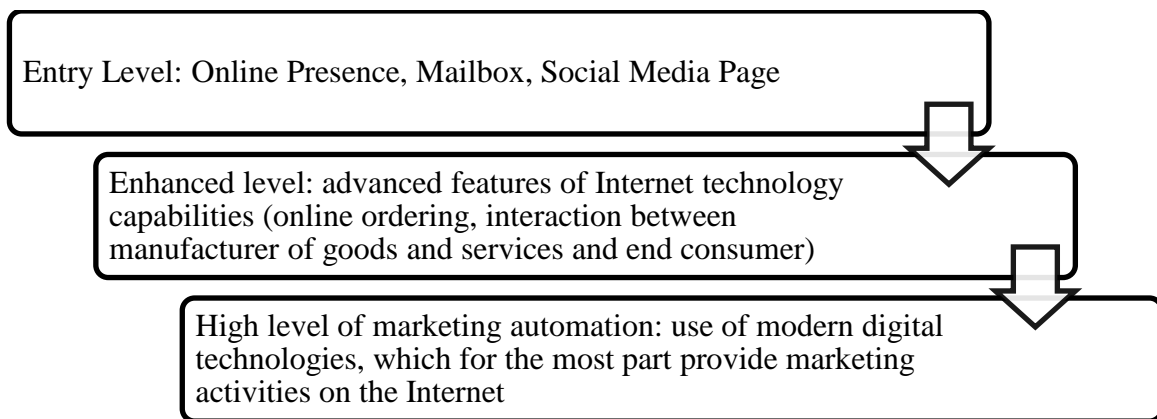 Entry Level: Online Presence, Mailbox, Social Media Page
Enhanced level: advanced features of Internet technology
capabilities (online ordering, interaction between
manufacturer of goods and services and end consumer)
High level of marketing automation: use of modern digital
technologies, which for the most part provide marketing
activities on the Internet